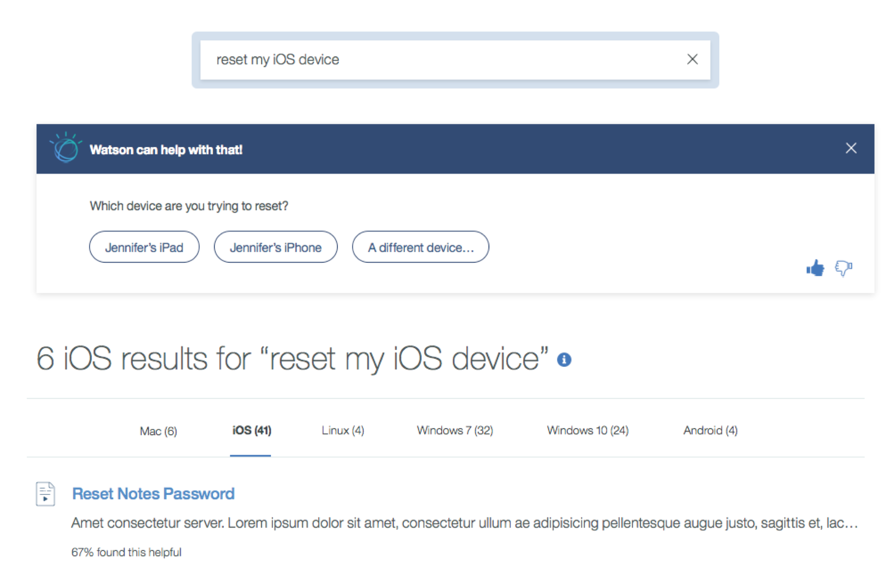 reset my iOS device
Watson can help with that!
Which device are you trying to reset?
Jennifer's iPad Jennifer's iPhone A different device...
6 iOS results for “reset my iOS device”
Mac (6) iOS (41) Linux (4) Windows 7 (32) Windows 10 (24) Android (4)
Reset Notes Password
Amet consectetur server. Lorem ipsum dolor sit amet, consectetur ullum ae adipisicing pellentesque augue justo, sagittis et, lac...
67% found this helpful